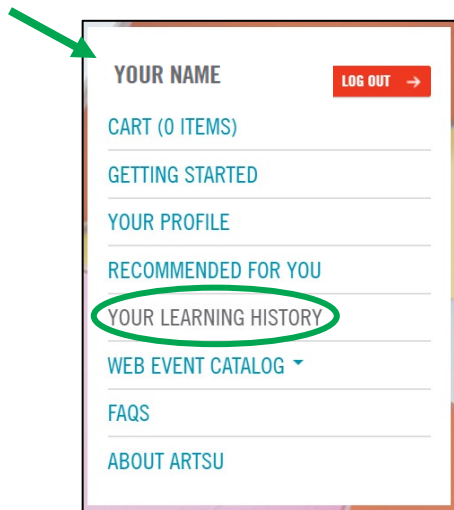 YOUR NAME
LOG OUT →
CART (0 ITEMS)
GETTING STARTED
YOUR PROFILE
RECOMMENDED FOR YOU
YOUR LEARNING HISTORY
WEB EVENT CATALOG
FAQS
ABOUT ARTSU